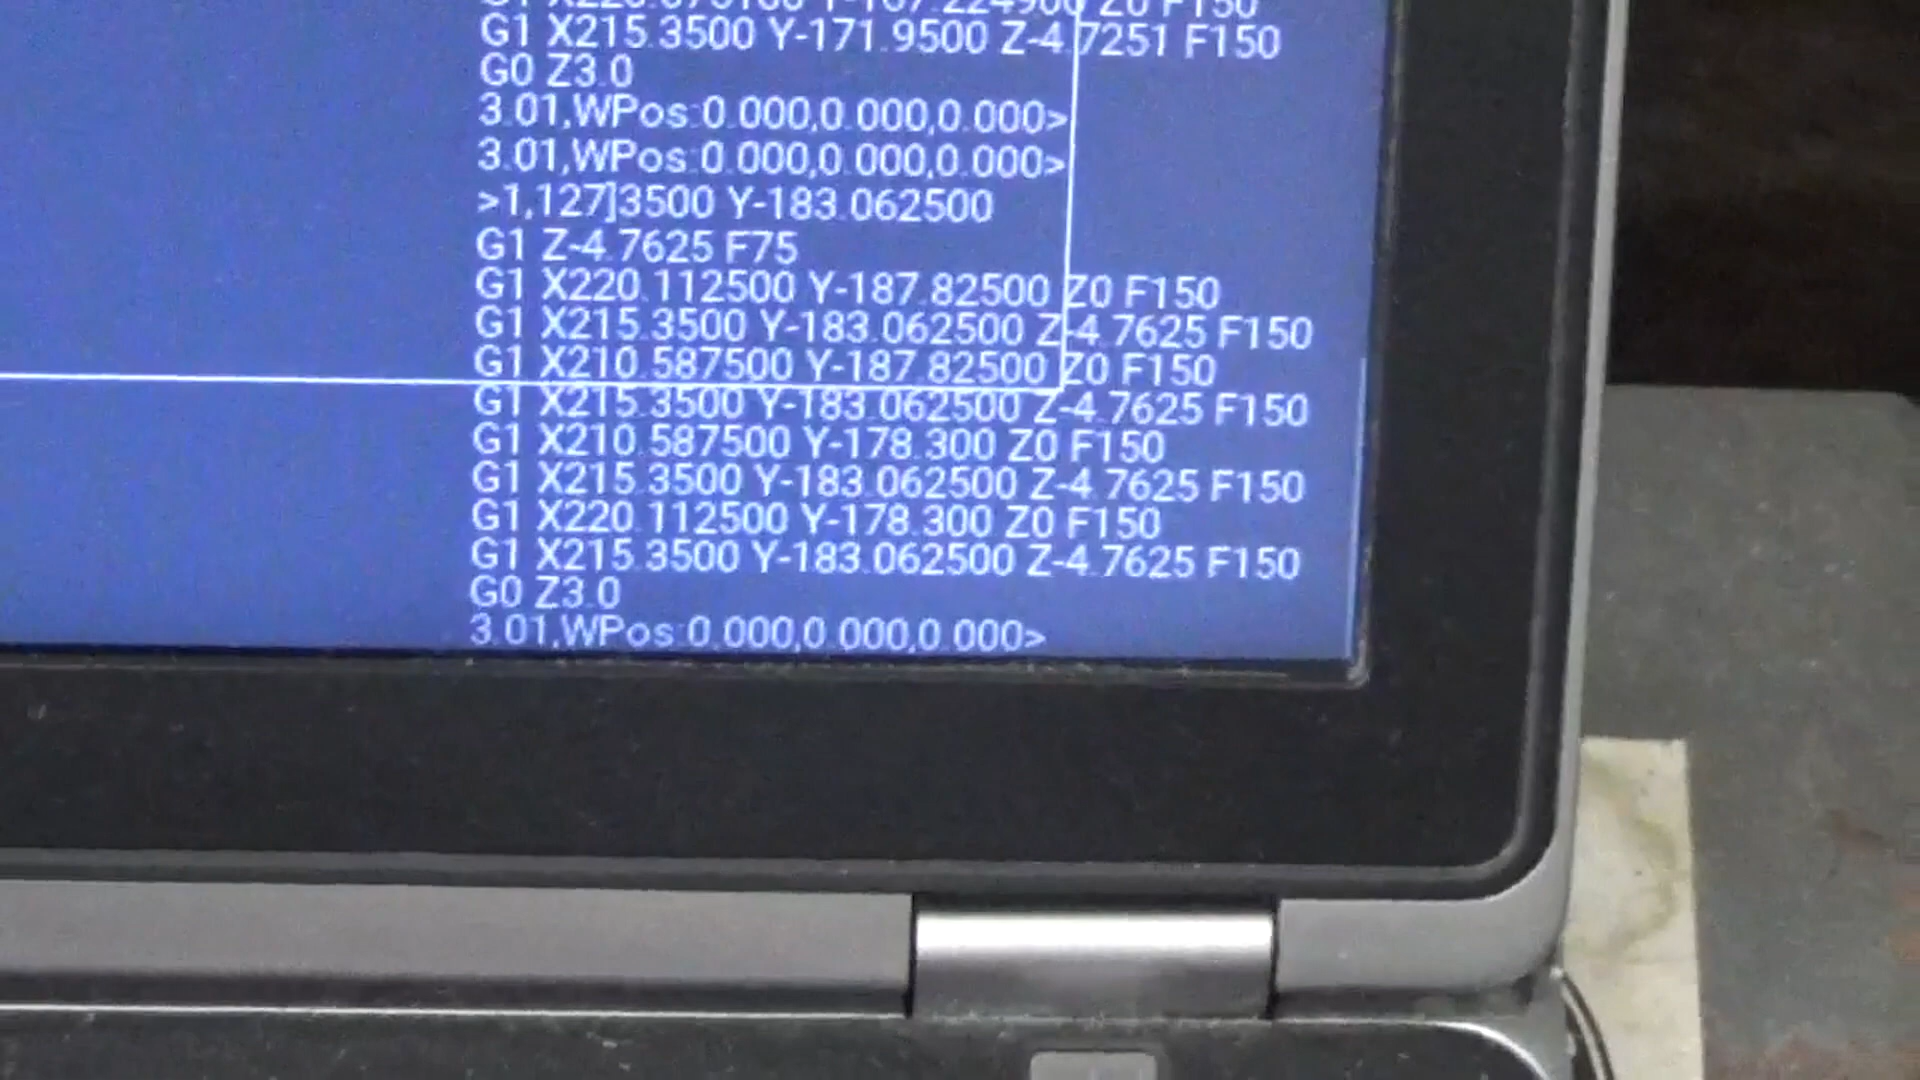 G1 X215.3500 Y-171.9500 Z-4.7251 F150
G0 Z3.0
3.01,WPos:0.000,0.000,0.000>
3.01,WPos:0.000,0.000,0.000>
>1,127]3500 Y-183.062500
G1 Z-4.7625 F75
G1 X220.112500 Y-187.82500 Z0 F150
G1 X215.3500 Y-183.062500 Z-4.7625 F150
G1 X210.587500 Y-187.82500 Z0 F150
G1 X215.3500 Y-183.062500 Z-4.7625 F150
G1 X210.587500 Y-178.300 Z0 F150
G1 X215.3500 Y-183.062500 Z-4.7625 F150
G1 X220.112500 Y-178.300 Z0 F150
G1 X215.3500 Y-183.062500 Z-4.7625 F150
G0 Z3.0
3.01,WPos:0.000,0.000,0.000>